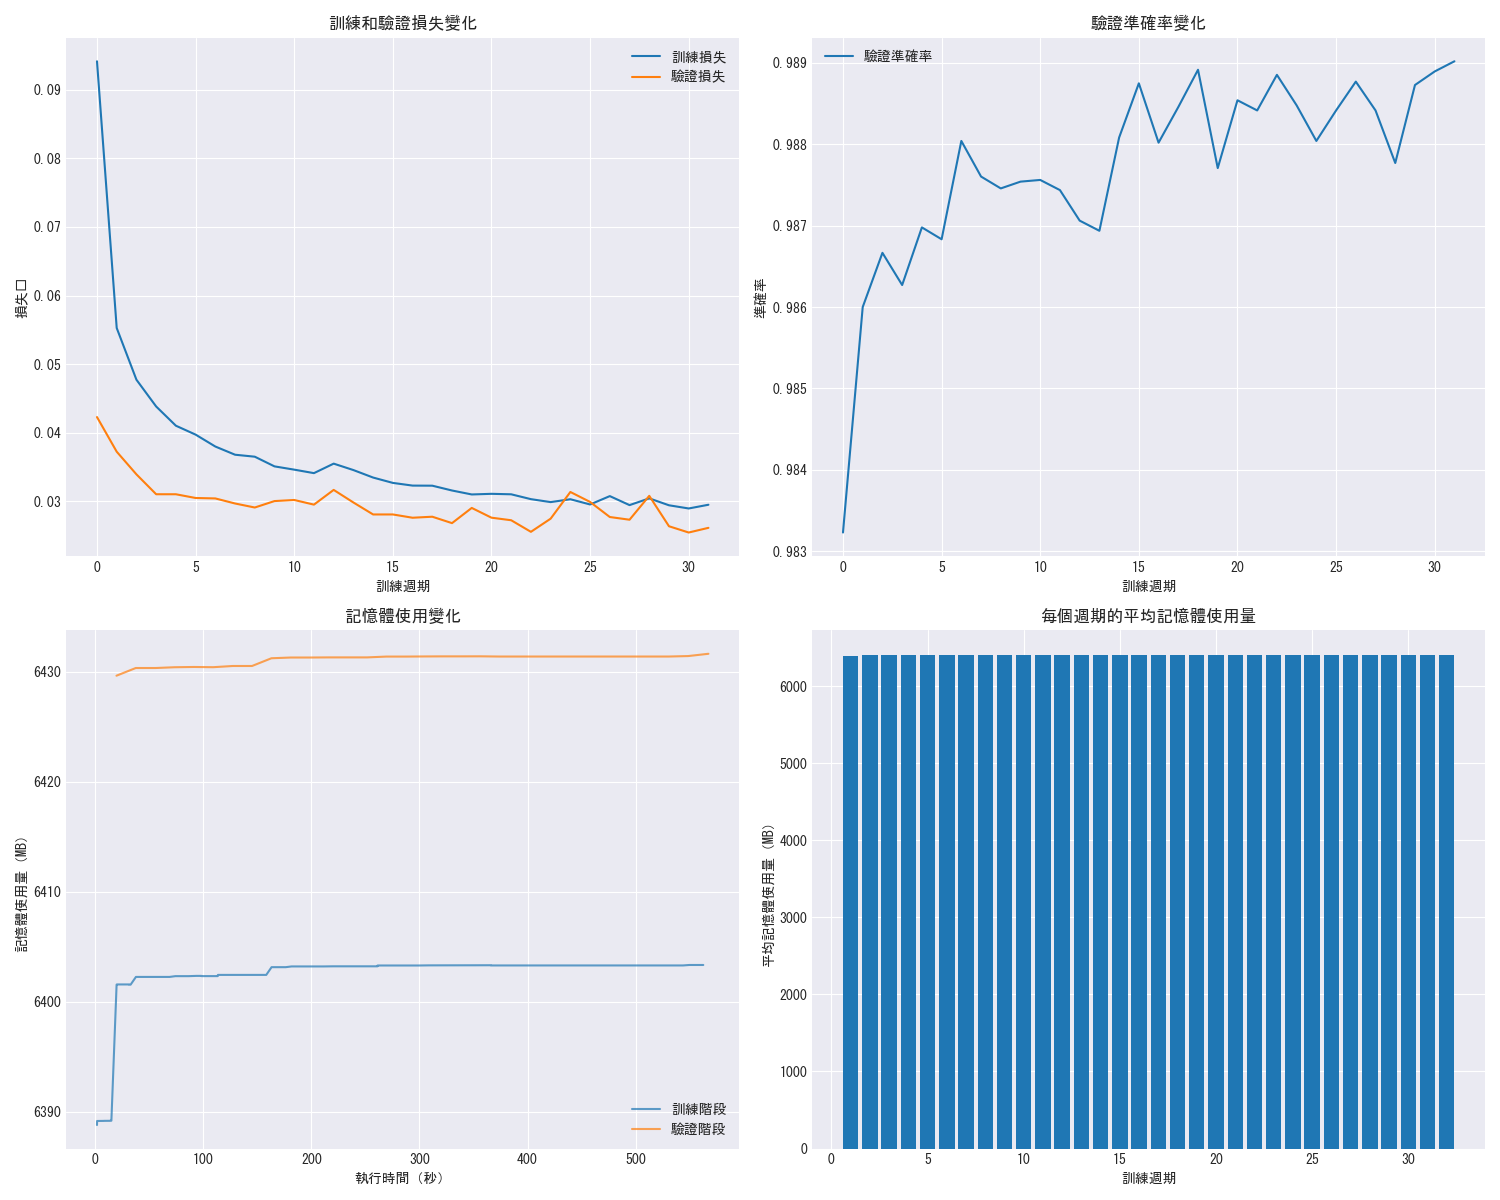 訓練和驗證損失變化
訓練損失
驗證損失
0.09
0.08
0.07
0.06
0.05
0.04
0.03
損失□
0 5 10 15 20 25 30
訓練週期
驗證準確率變化
驗證準確率
0.989
0.988
0.987
0.986
0.985
0.984
0.983
準確率
0 5 10 15 20 25 30
訓練週期
記憶體使用變化
6430
6420
6410
6400
6390
記憶體使用量 (MB)
訓練階段
驗證階段
0 100 200 300 400 500
執行時間 (秒)
每個週期的平均記憶體使用量
6000
5000
4000
3000
2000
1000
0
平均記憶體使用量 (MB)
0 5 10 15 20 25 30
訓練週期